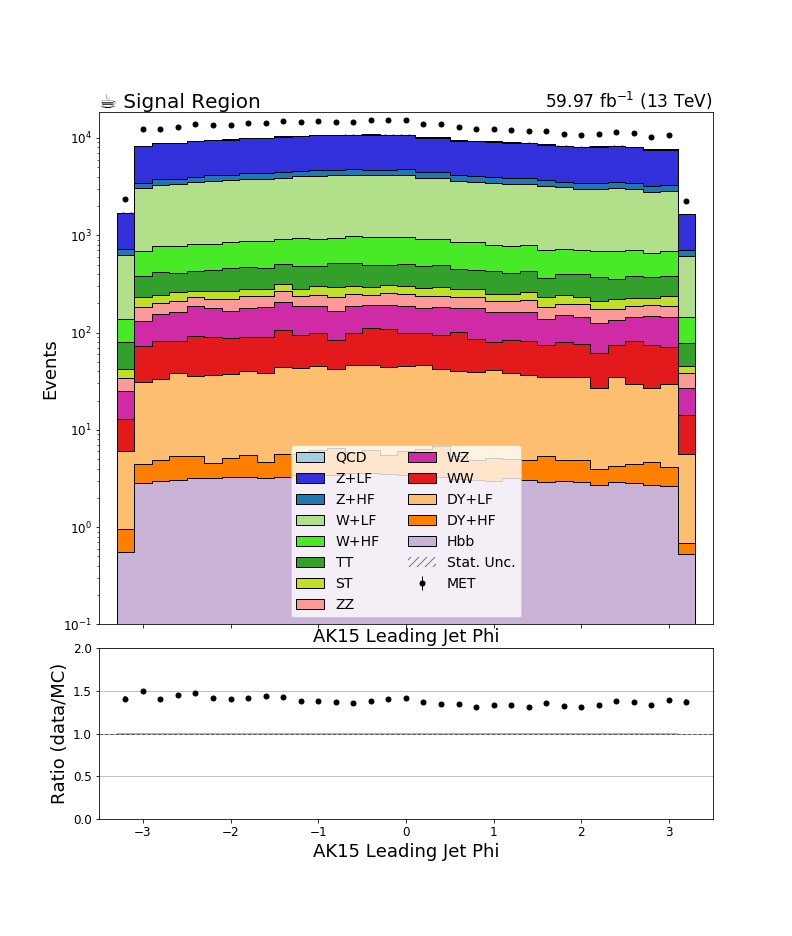 ☕ Signal Region
59.97 fb⁻¹ (13 TeV)
Events
10⁴
10³
10²
10¹
10⁰
10⁻¹
QCD
Z+LF
Z+HF
W+LF
W+HF
TT
ST
ZZ
WZ
WW
DY+LF
DY+HF
Hbb
Stat. Unc.
MET
AK15 Leading Jet Phi
Ratio (data/MC)
2.0
1.5
1.0
0.5
0.0
−3 −2 −1 0 1 2 3
AK15 Leading Jet Phi